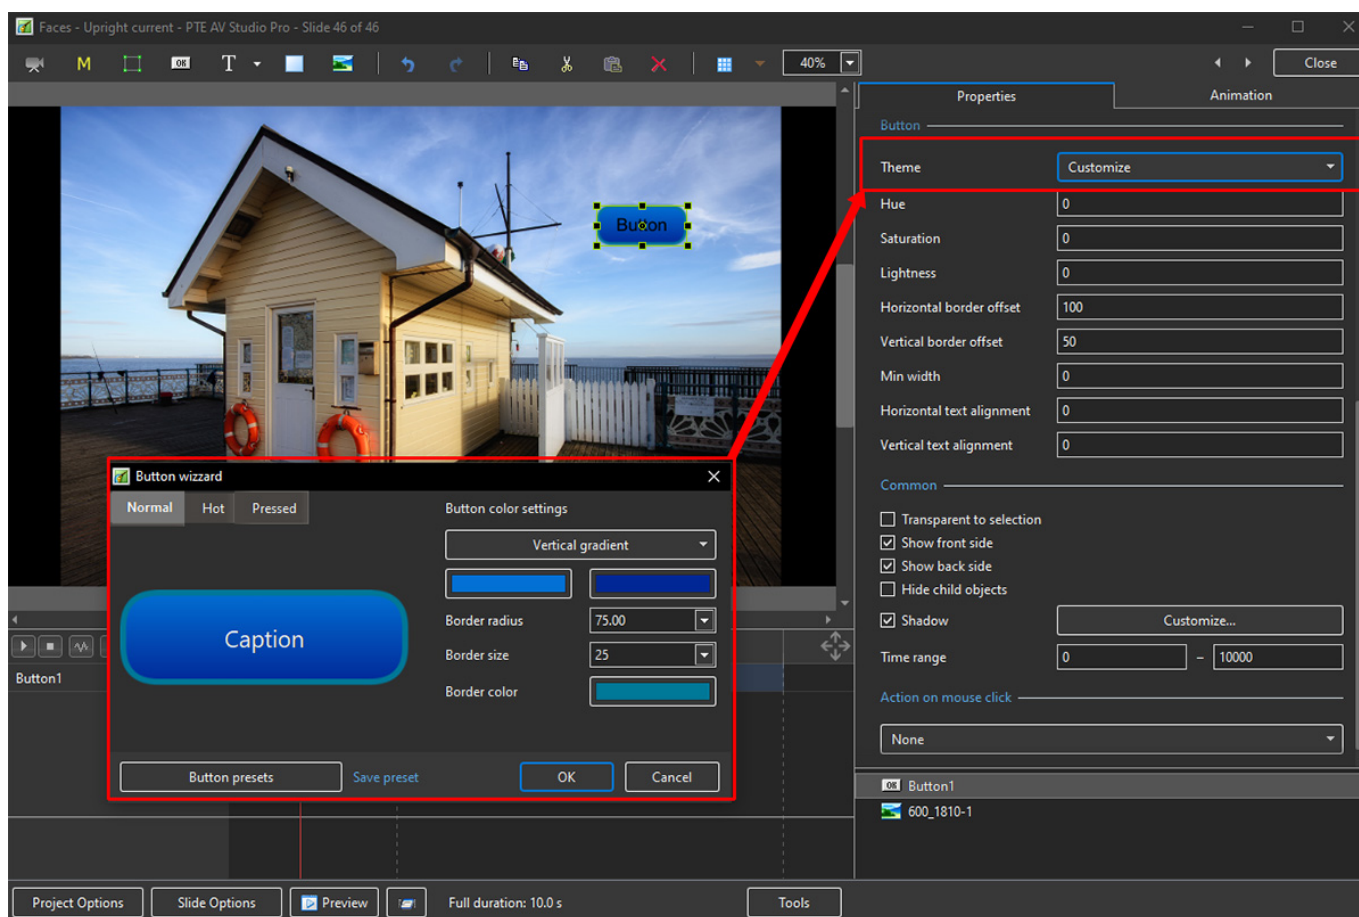 Faces - Upright current - PTE AV Studio Pro - Slide 46 of 46
M
OK
T
40%
Close
Properties
Animation
Button
Theme
Customize
Hue
0
Saturation
0
Lightness
0
Horizontal border offset
100
Vertical border offset
50
Min width
0
Horizontal text alignment
0
Vertical text alignment
0
Common
Transparent to selection
Show front side
Show back side
Hide child objects
Shadow
Customize...
Time range
0
–
10000
Action on mouse click
None
OK Button1
600_1810-1
Button
Button wizzard
Normal
Hot
Pressed
Button color settings
Vertical gradient
Border radius
75.00
Border size
25
Border color
Caption
Button presets
Save preset
OK
Cancel
Button1
Project Options
Slide Options
Preview
Full duration: 10.0 s
Tools